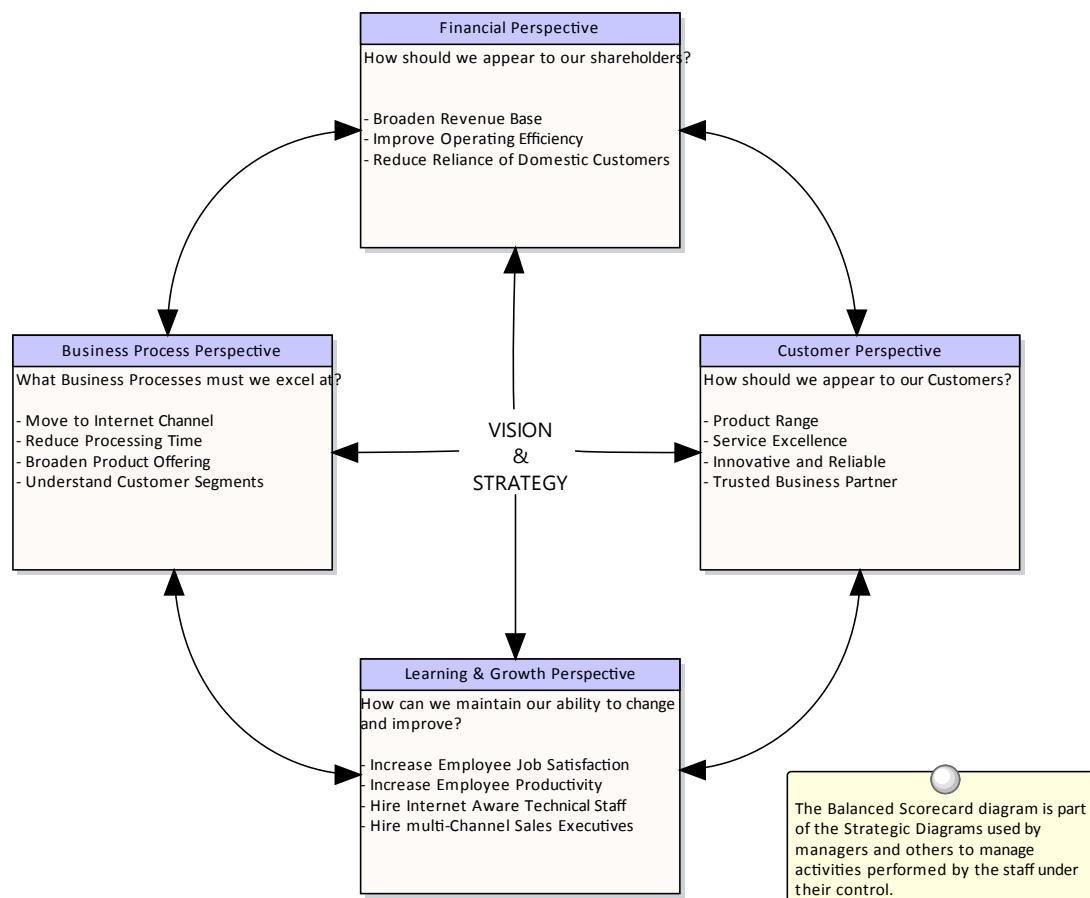 Financial Perspective
How should we appear to our shareholders?
- Broaden Revenue Base
- Improve Operating Efficiency
- Reduce Reliance of Domestic Customers
Business Process Perspective
What Business Processes must we excel at?
- Move to Internet Channel
- Reduce Processing Time
- Broaden Product Offering
- Understand Customer Segments
VISION
&
STRATEGY
Customer Perspective
How should we appear to our Customers?
- Product Range
- Service Excellence
- Innovative and Reliable
- Trusted Business Partner
Learning & Growth Perspective
How can we maintain our ability to change
and improve?
- Increase Employee Job Satisfaction
- Increase Employee Productivity
- Hire Internet Aware Technical Staff
- Hire multi-Channel Sales Executives
The Balanced Scorecard diagram is part
of the Strategic Diagrams used by
managers and others to manage
activities performed by the staff under
their control.